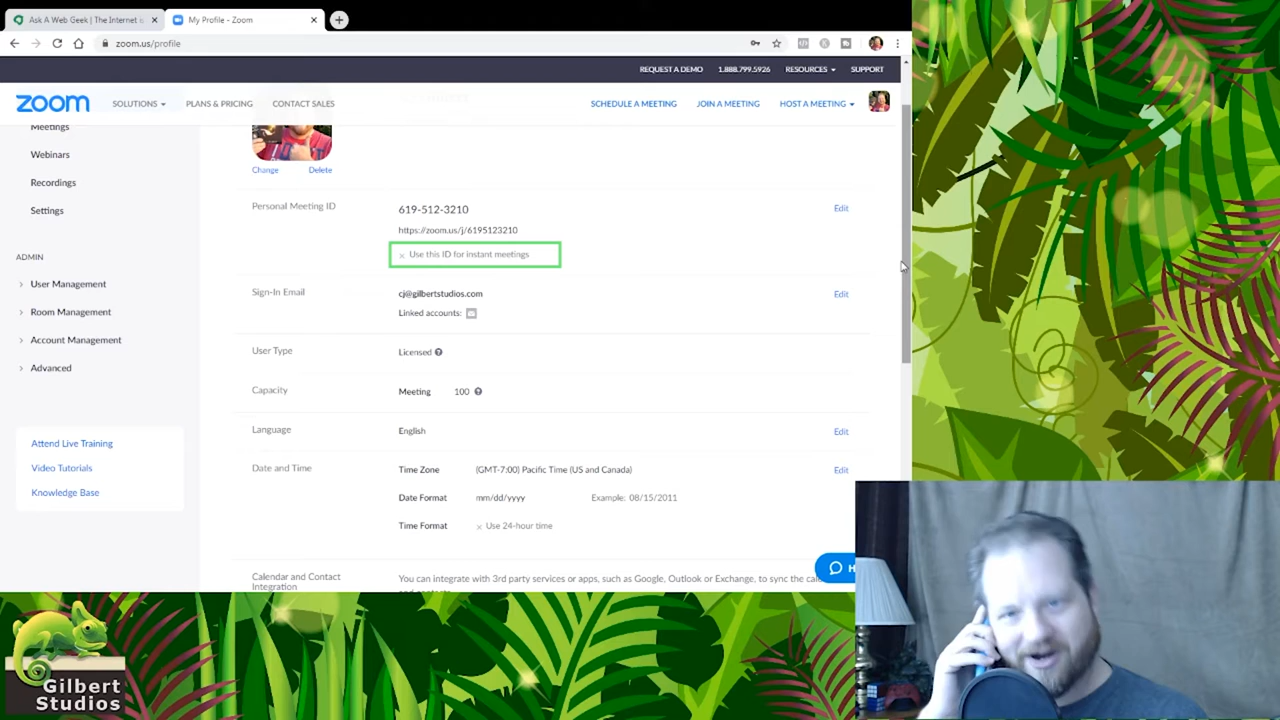 Ask A Web Geek | The Internet
My Profile - Zoom
zoom.us/profile
REQUEST A DEMO 1.888.799.5926 RESOURCES SUPPORT
zoom SOLUTIONS PLANS & PRICING CONTACT SALES SCHEDULE A MEETING JOIN A MEETING HOST A MEETING
Meetings
Webinars
Recordings
Settings
ADMIN
User Management
Room Management
Account Management
Advanced
Attend Live Training
Video Tutorials
Knowledge Base
Change Delete
Personal Meeting ID 619-512-3210 Edit
https://zoom.us/j/6195123210
× Use this ID for instant meetings
Sign-In Email cj@gilbertstudios.com Edit
Linked accounts:
User Type Licensed
Capacity Meeting 100
Language English Edit
Date and Time Time Zone (GMT-7:00) Pacific Time (US and Canada) Edit
Date Format mm/dd/yyyy Example: 08/15/2011
Time Format × Use 24-hour time
Calendar and Contact Integration You can integrate with 3rd party services or apps, such as Google, Outlook or Exchange, to sync the
H
Gilbert
Studios